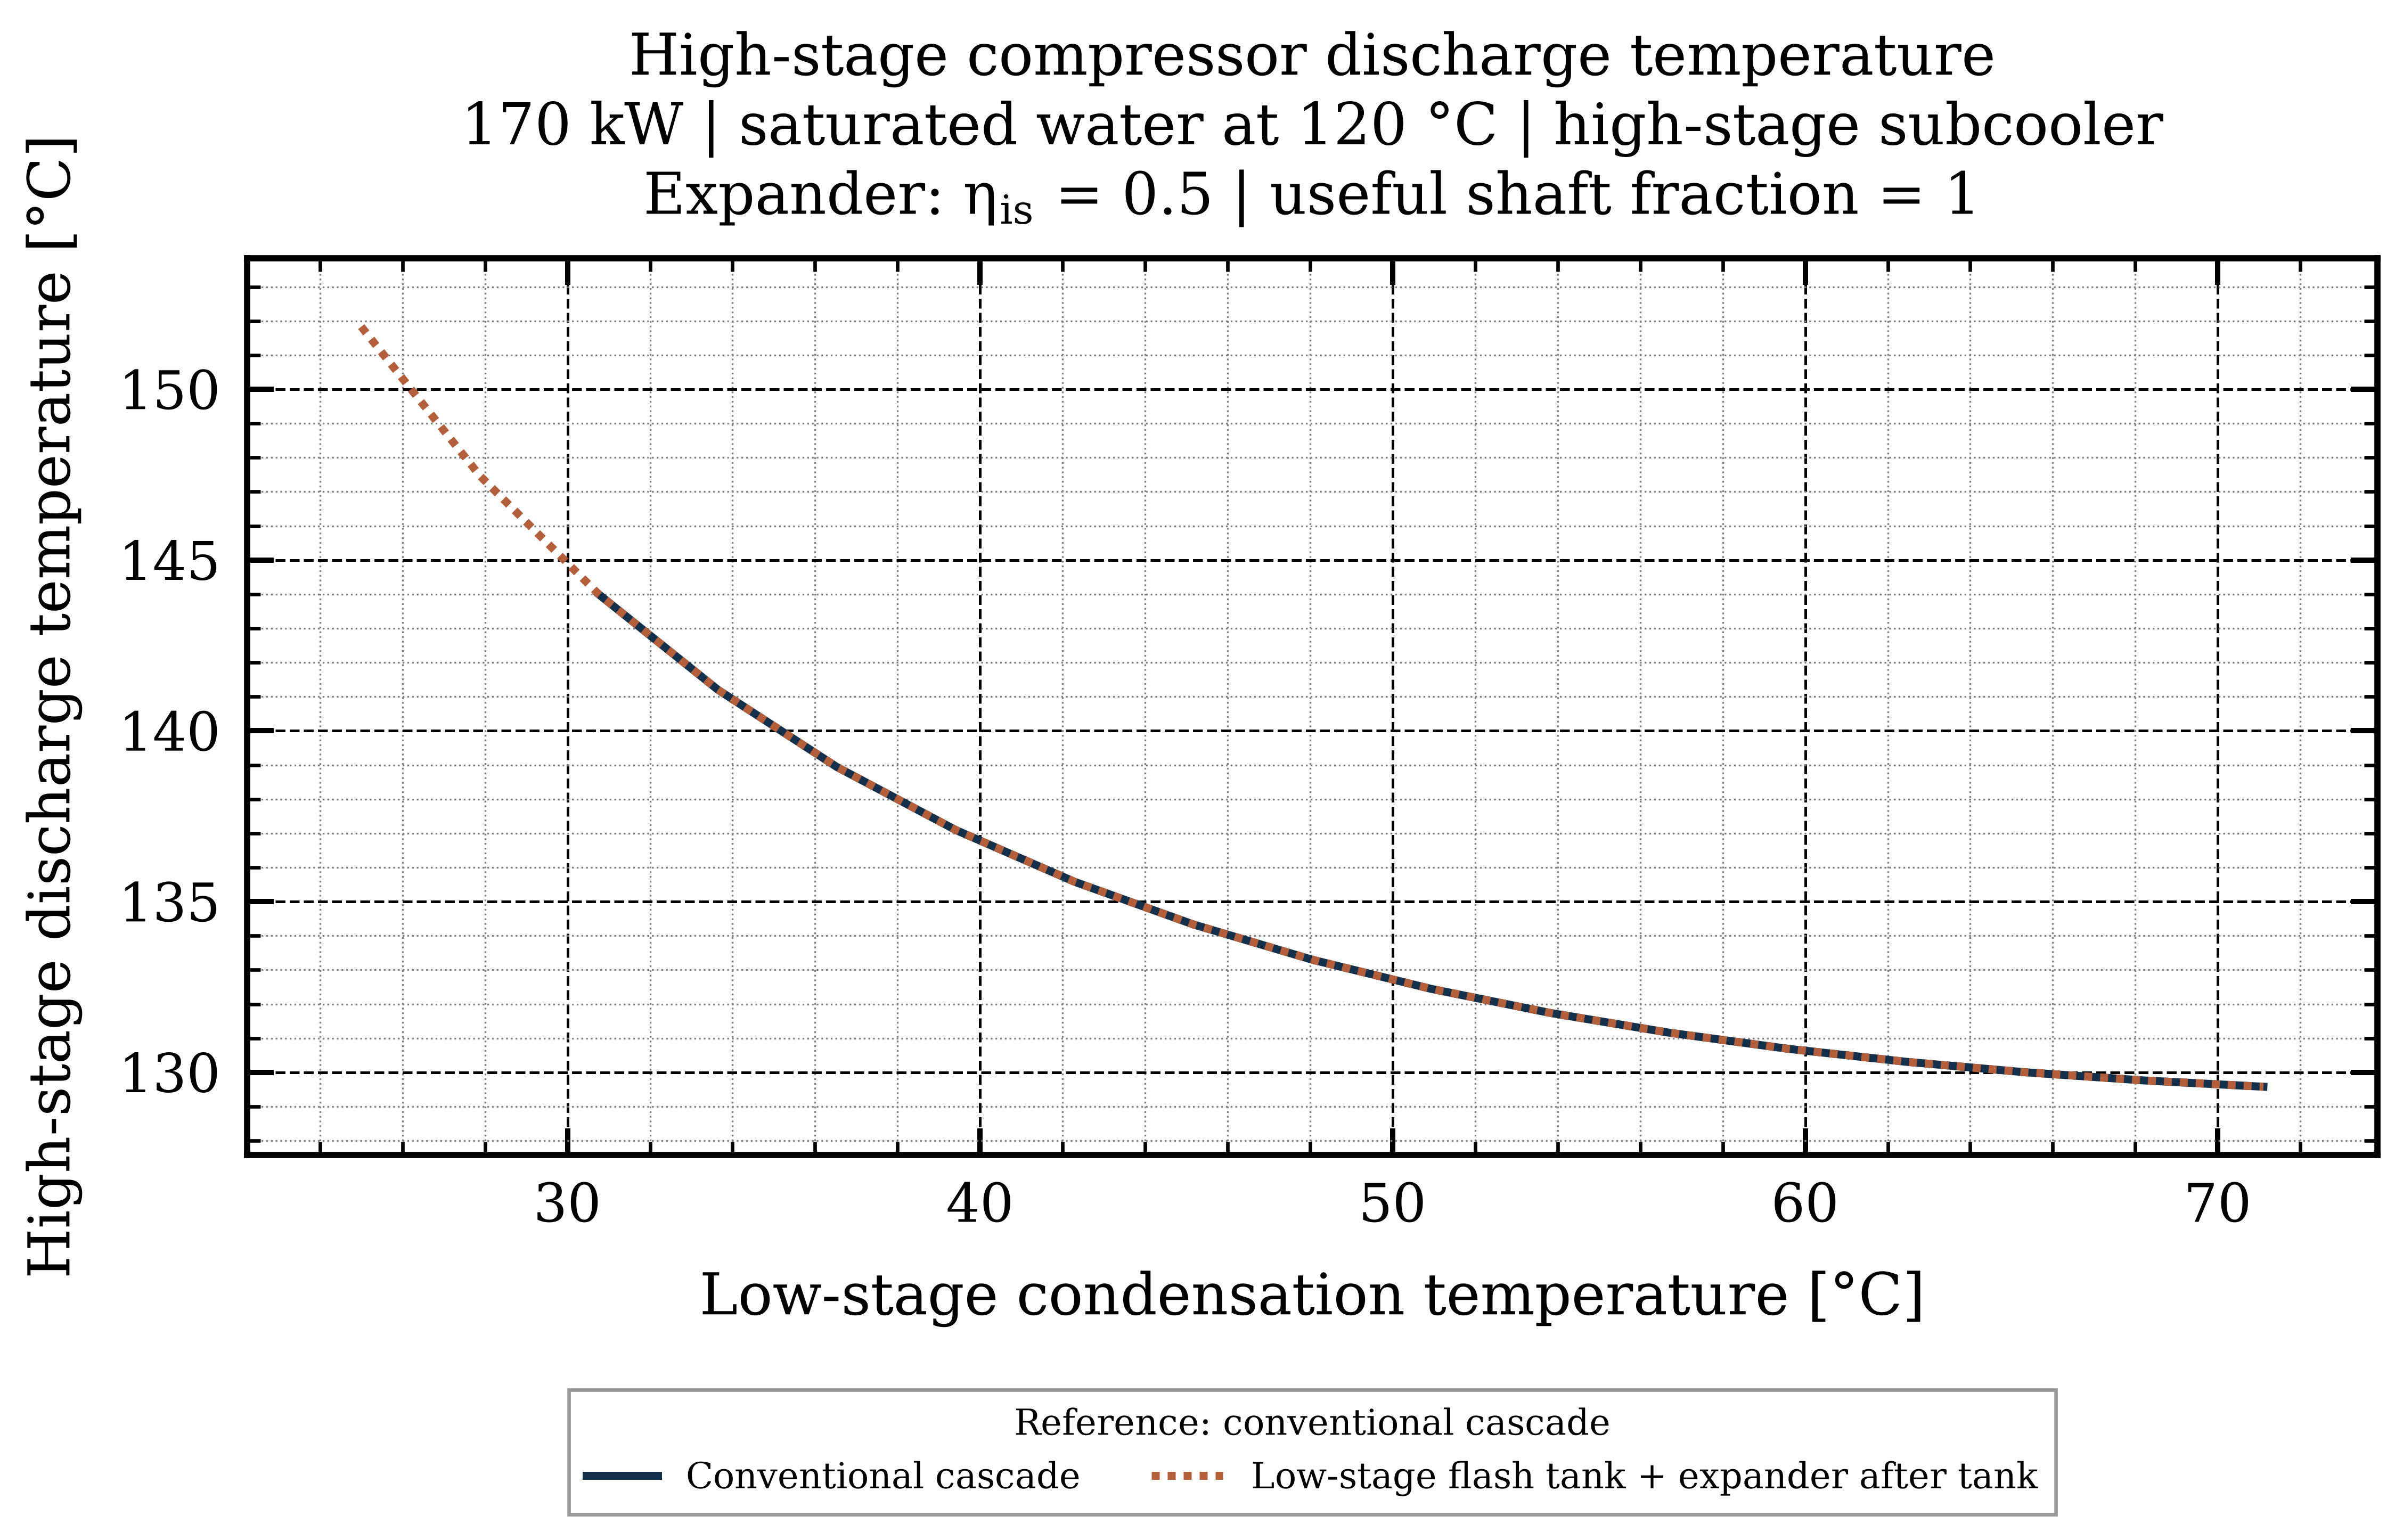 High-stage compressor discharge temperature
170 kW | saturated water at 120 °C | high-stage subcooler
Expander: ηis = 0.5 | useful shaft fraction = 1
High-stage discharge temperature [°C]
150
145
140
135
130
30 40 50 60 70
Low-stage condensation temperature [°C]
Reference: conventional cascade
Conventional cascade Low-stage flash tank + expander after tank